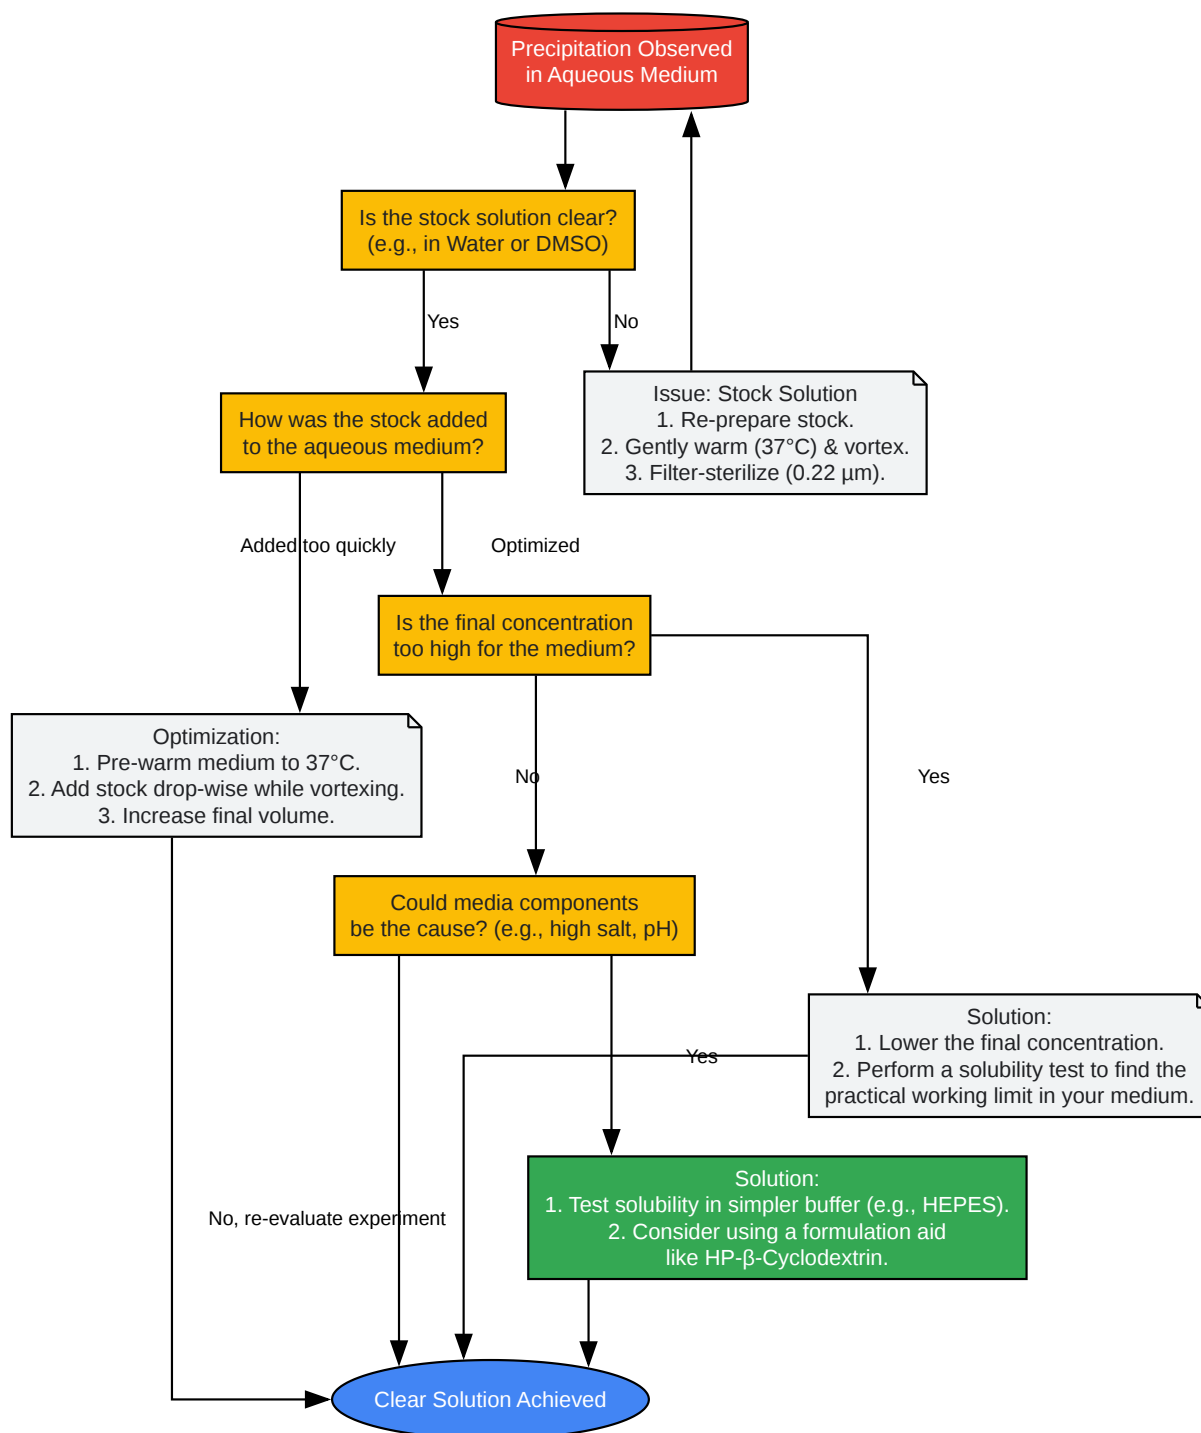 Precipitation Observed
in Aqueous Medium
Is the stock solution clear?
(e.g., in Water or DMSO)
Yes
No
Issue: Stock Solution
1. Re-prepare stock.
2. Gently warm (37°C) & vortex.
3. Filter-sterilize (0.22 µm).
How was the stock added
to the aqueous medium?
Added too quickly
Optimized
Is the final concentration
too high for the medium?
Optimization:
1. Pre-warm medium to 37°C.
2. Add stock drop-wise while vortexing.
3. Increase final volume.
No
Yes
Could media components
be the cause? (e.g., high salt, pH)
Solution:
1. Lower the final concentration.
2. Perform a solubility test to find the
practical working limit in your medium.
Yes
Solution:
1. Test solubility in simpler buffer (e.g., HEPES).
2. Consider using a formulation aid
like HP-β-Cyclodextrin.
No, re-evaluate experiment
Clear Solution Achieved